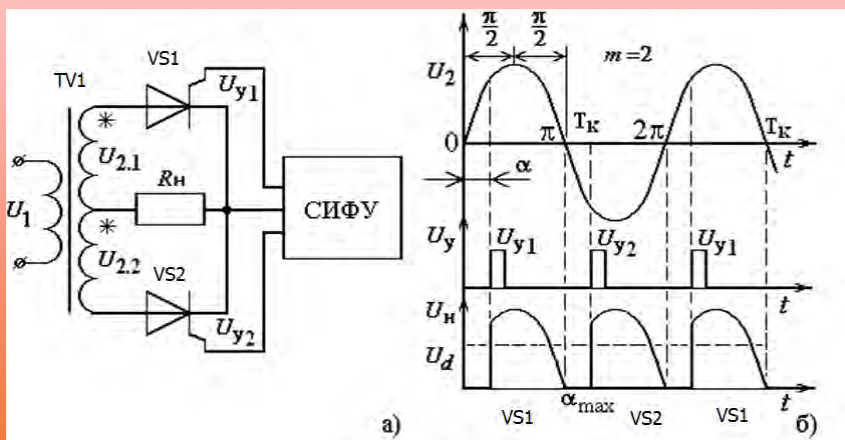 TV1
VS1
Uу1
*
U2.1
Rн
СИФУ
U1
*
U2.2
VS2
Uу2
а)
π/2 π/2
m=2
U2
0
π
Tк
2π
Tк
t
α
Uу
Uу1
Uу2
Uу1
t
Uн
Ud
αmax
t
VS1
VS2
VS1
б)